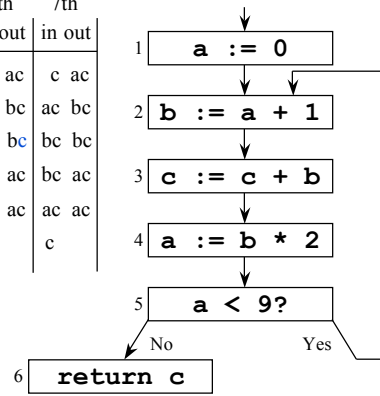 th 7th
out in out
ac c ac
bc ac bc
bc bc bc
ac bc ac
ac ac ac
c
1 a := 0
2 b := a + 1
3 c := c + b
4 a := b * 2
5 a < 9?
No Yes
6 return c